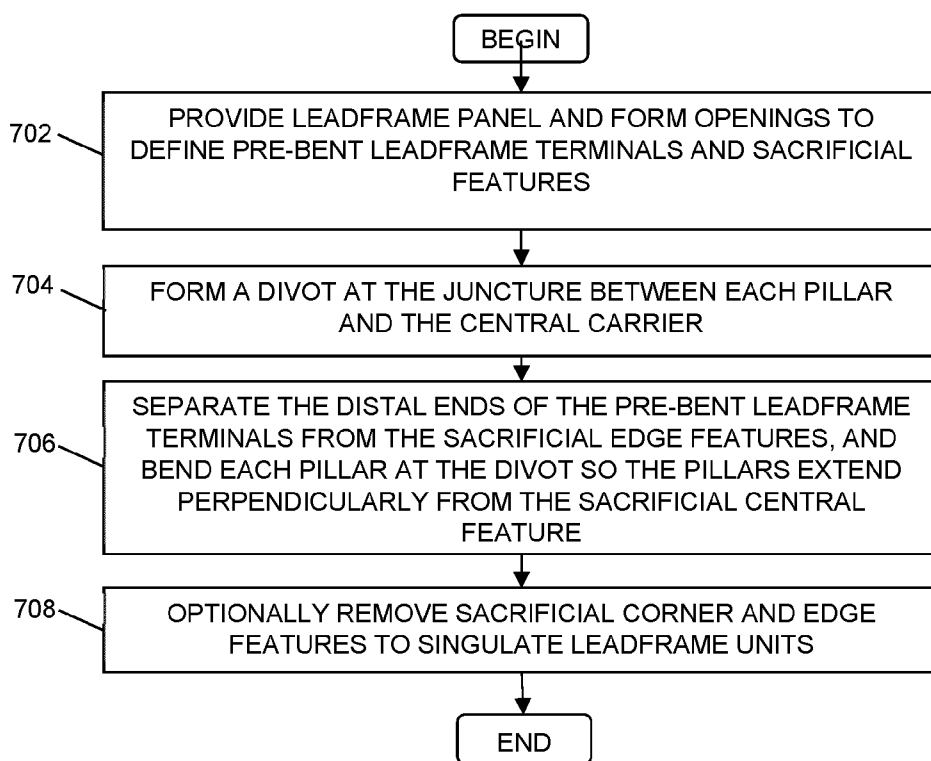 BEGIN
702
PROVIDE LEADFRAME PANEL AND FORM OPENINGS TO
DEFINE PRE-BENT LEADFRAME TERMINALS AND SACRIFICIAL
FEATURES
704
FORM A DIVOT AT THE JUNCTURE BETWEEN EACH PILLAR
AND THE CENTRAL CARRIER
706
SEPARATE THE DISTAL ENDS OF THE PRE-BENT LEADFRAME
TERMINALS FROM THE SACRIFICIAL EDGE FEATURES, AND
BEND EACH PILLAR AT THE DIVOT SO THE PILLARS EXTEND
PERPENDICULARLY FROM THE SACRIFICIAL CENTRAL
FEATURE
708
OPTIONALLY REMOVE SACRIFICIAL CORNER AND EDGE
FEATURES TO SINGULATE LEADFRAME UNITS
END